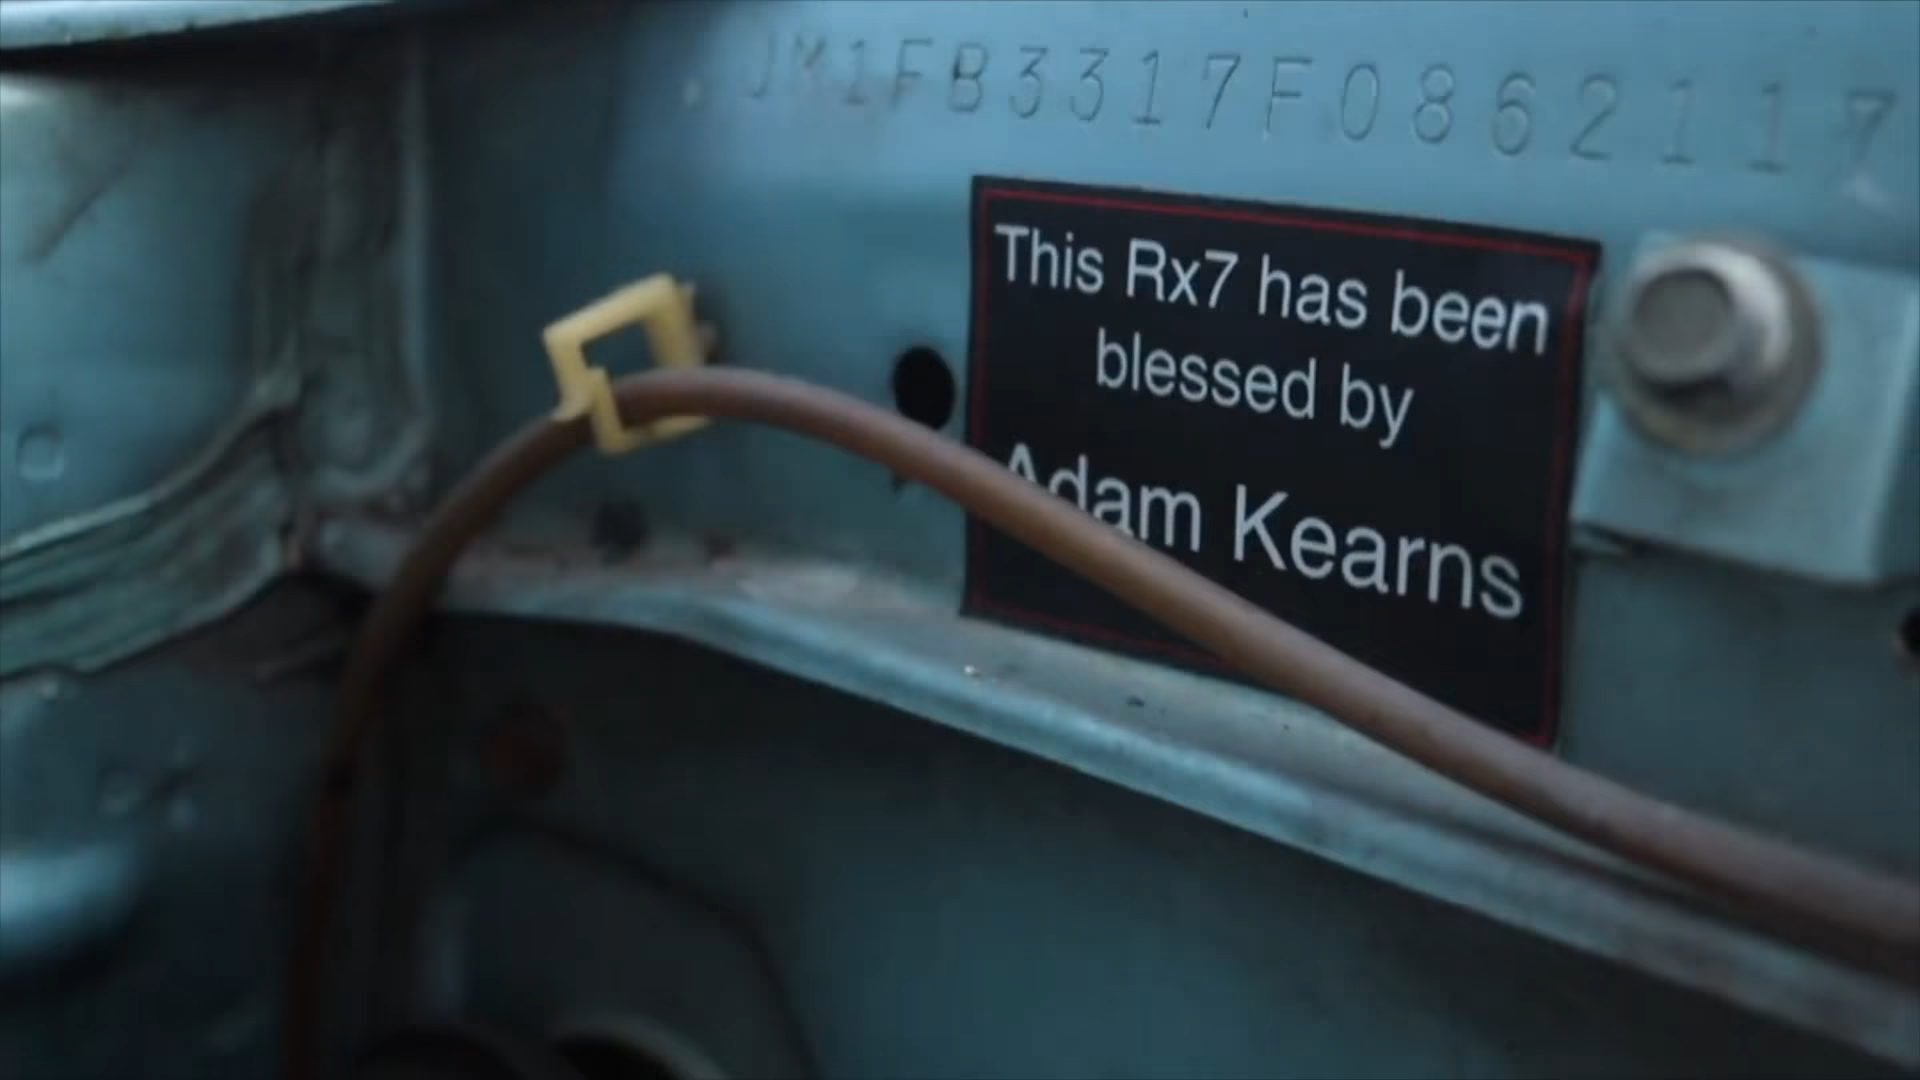 JM1FB3317F0862117
This Rx7 has been
blessed by
Adam Kearns